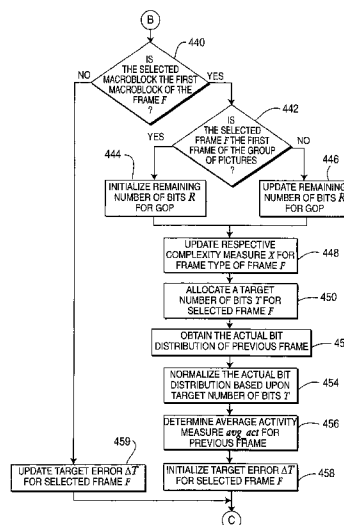 B
440
IS
THE SELECTED
MACROBLOCK THE FIRST
MACROBLOCK OF THE
FRAME F
?
NO
YES
442
IS
THE SELECTED
FRAME F THE FIRST
FRAME OF THE GROUP
OF PICTURES
?
YES
NO
444
446
INITIALIZE REMAINING
NUMBER OF BITS R
FOR GOP
UPDATE REMAINING
NUMBER OF BITS R
FOR GOP
UPDATE RESPECTIVE
COMPLEXITY MEASURE X FOR
FRAME TYPE OF FRAME F
448
ALLOCATE A TARGET
NUMBER OF BITS T FOR
SELECTED FRAME F
450
OBTAIN THE ACTUAL BIT
DISTRIBUTION OF PREVIOUS FRAME
45
NORMALIZE THE ACTUAL BIT
DISTRIBUTION BASED UPON
TARGET NUMBER OF BITS T
454
DETERMINE AVERAGE ACTIVITY
MEASURE avg_act FOR
PREVIOUS FRAME
456
459
UPDATE TARGET ERROR ΔT
FOR SELECTED FRAME F
INITIALIZE TARGET ERROR ΔT
FOR SELECTED FRAME F
458
C